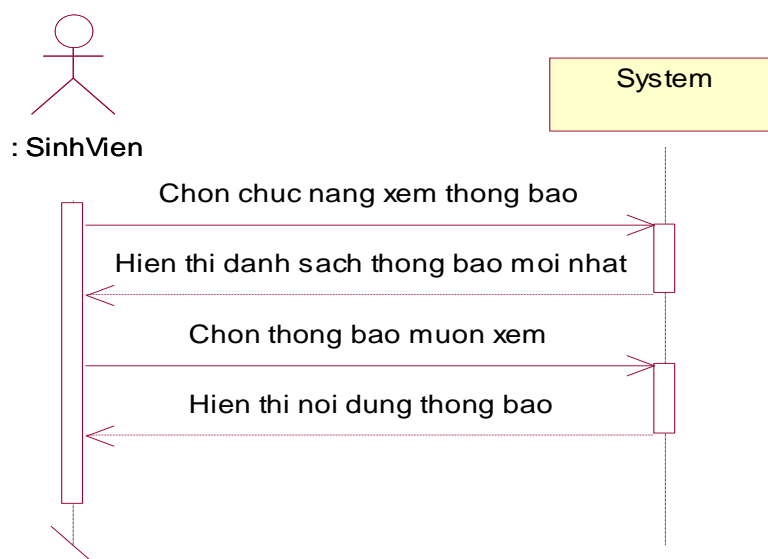 System
: SinhVien
Chon chuc nang xem thong bao
Hien thi danh sach thong bao moi nhat
Chon thong bao muon xem
Hien thi noi dung thong bao